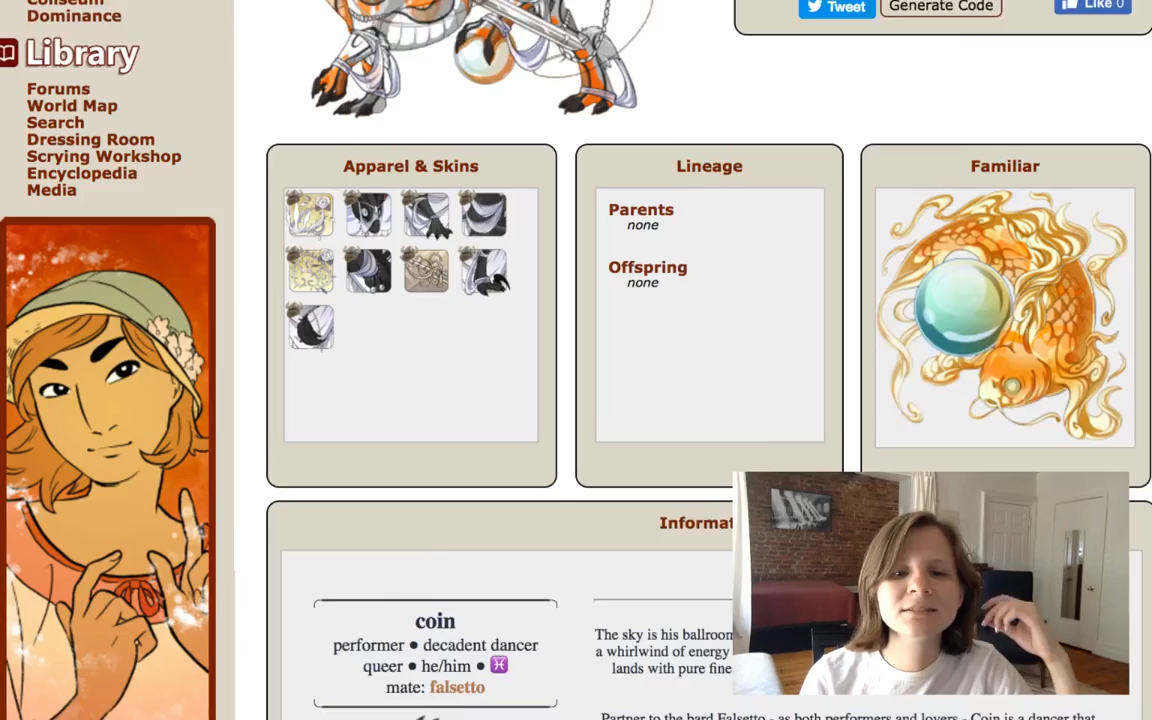 Coliseum
Dominance
Library
Forums
World Map
Search
Dressing Room
Scrying Workshop
Encyclopedia
Media
Tweet
Generate Code
Like 0
Apparel & Skins
Lineage
Parents
none
Offspring
none
Familiar
coin
performer ● decadent dancer
queer ● he/him ● ♓
mate: falsetto
The sky is his ballroom
a whirlwind of energy
lands with pure fine
Partner to the bard Falsetto - as both performers and lovers - Coin is a dancer that